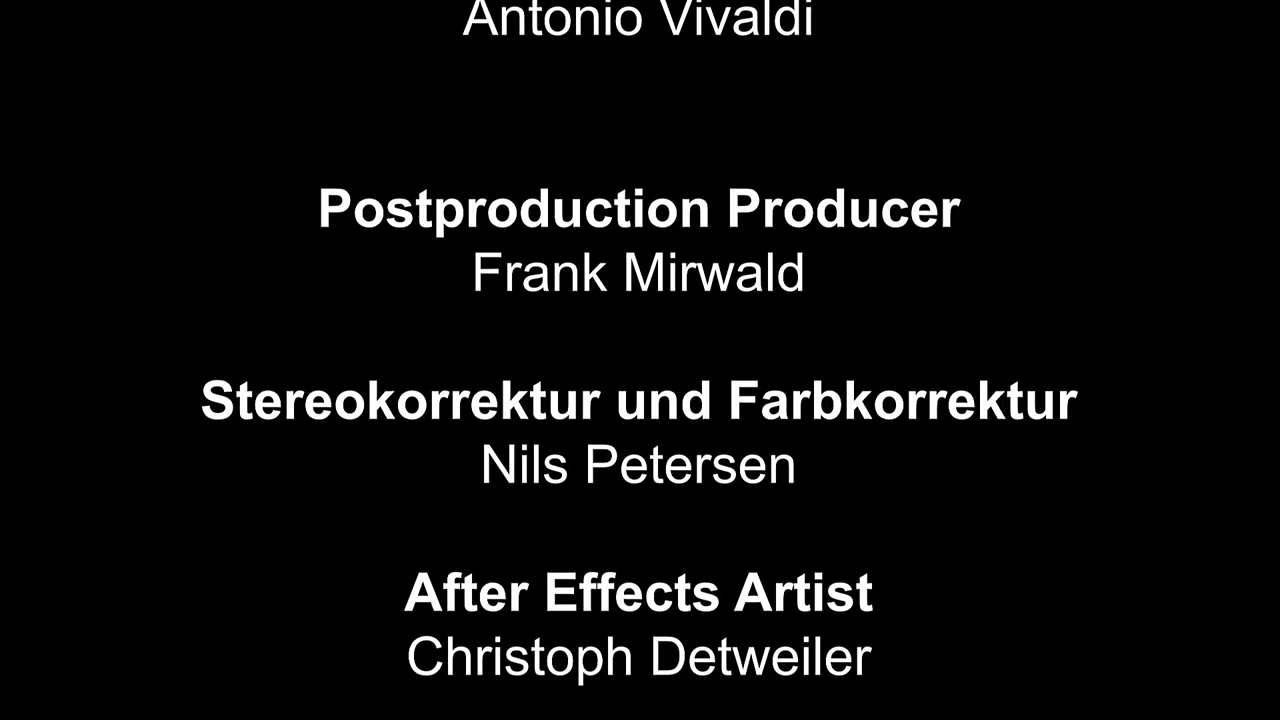 Antonio Vivaldi
Postproduction Producer
Frank Mirwald
Stereokorrektur und Farbkorrektur
Nils Petersen
After Effects Artist
Christoph Detweiler